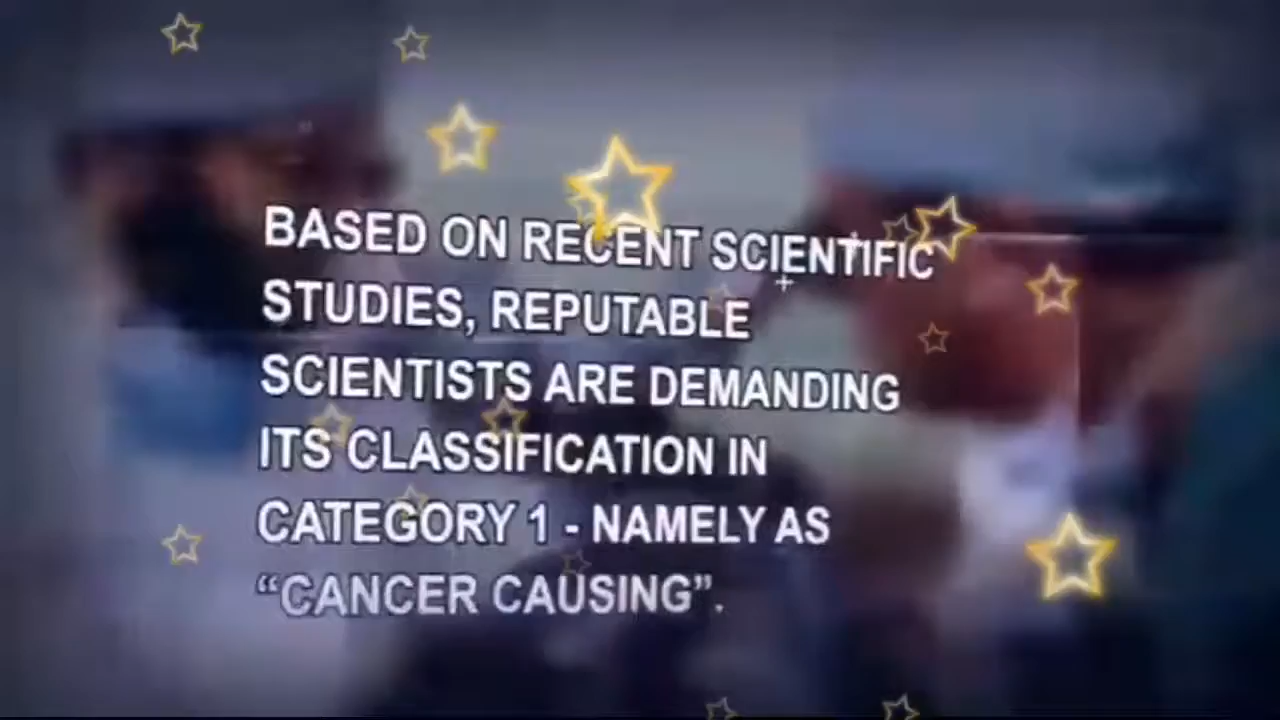 BASED ON RECENT SCIENTIFIC
STUDIES, REPUTABLE
SCIENTISTS ARE DEMANDING
ITS CLASSIFICATION IN
CATEGORY 1 - NAMELY AS
“CANCER CAUSING”.